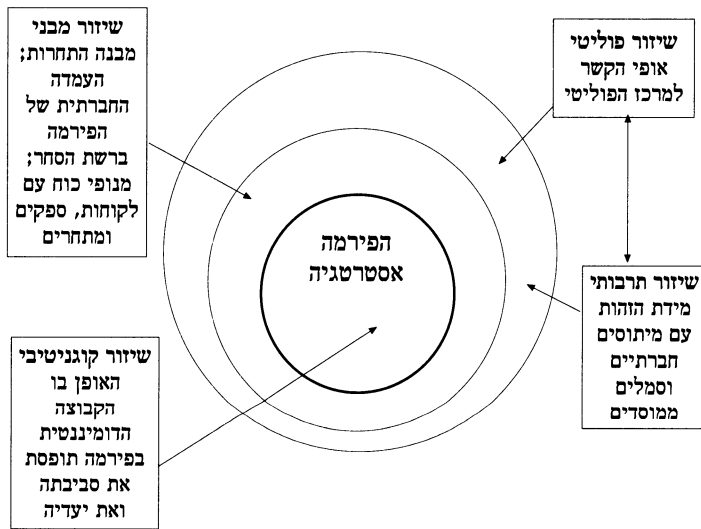 שיזור מבני
מבנה התחרות;
העמדה
החברתית של
הפירמה
ברשת הסחר;
מנופי כוח עם
לקוחות, ספקים
ומתחרים
שיזור פוליטי
אופי הקשר
למרכז הפוליטי
הפירמה
אסטרטגיה
שיזור תרבותי
מידת הזהות
עם מיתוסים
חברתיים
וסמלים
ממוסדים
שיזור קוגניטיבי
האופן בו
הקבוצה
הדומיננטית
בפירמה תופסת
את סביבתה
ואת יעדיה